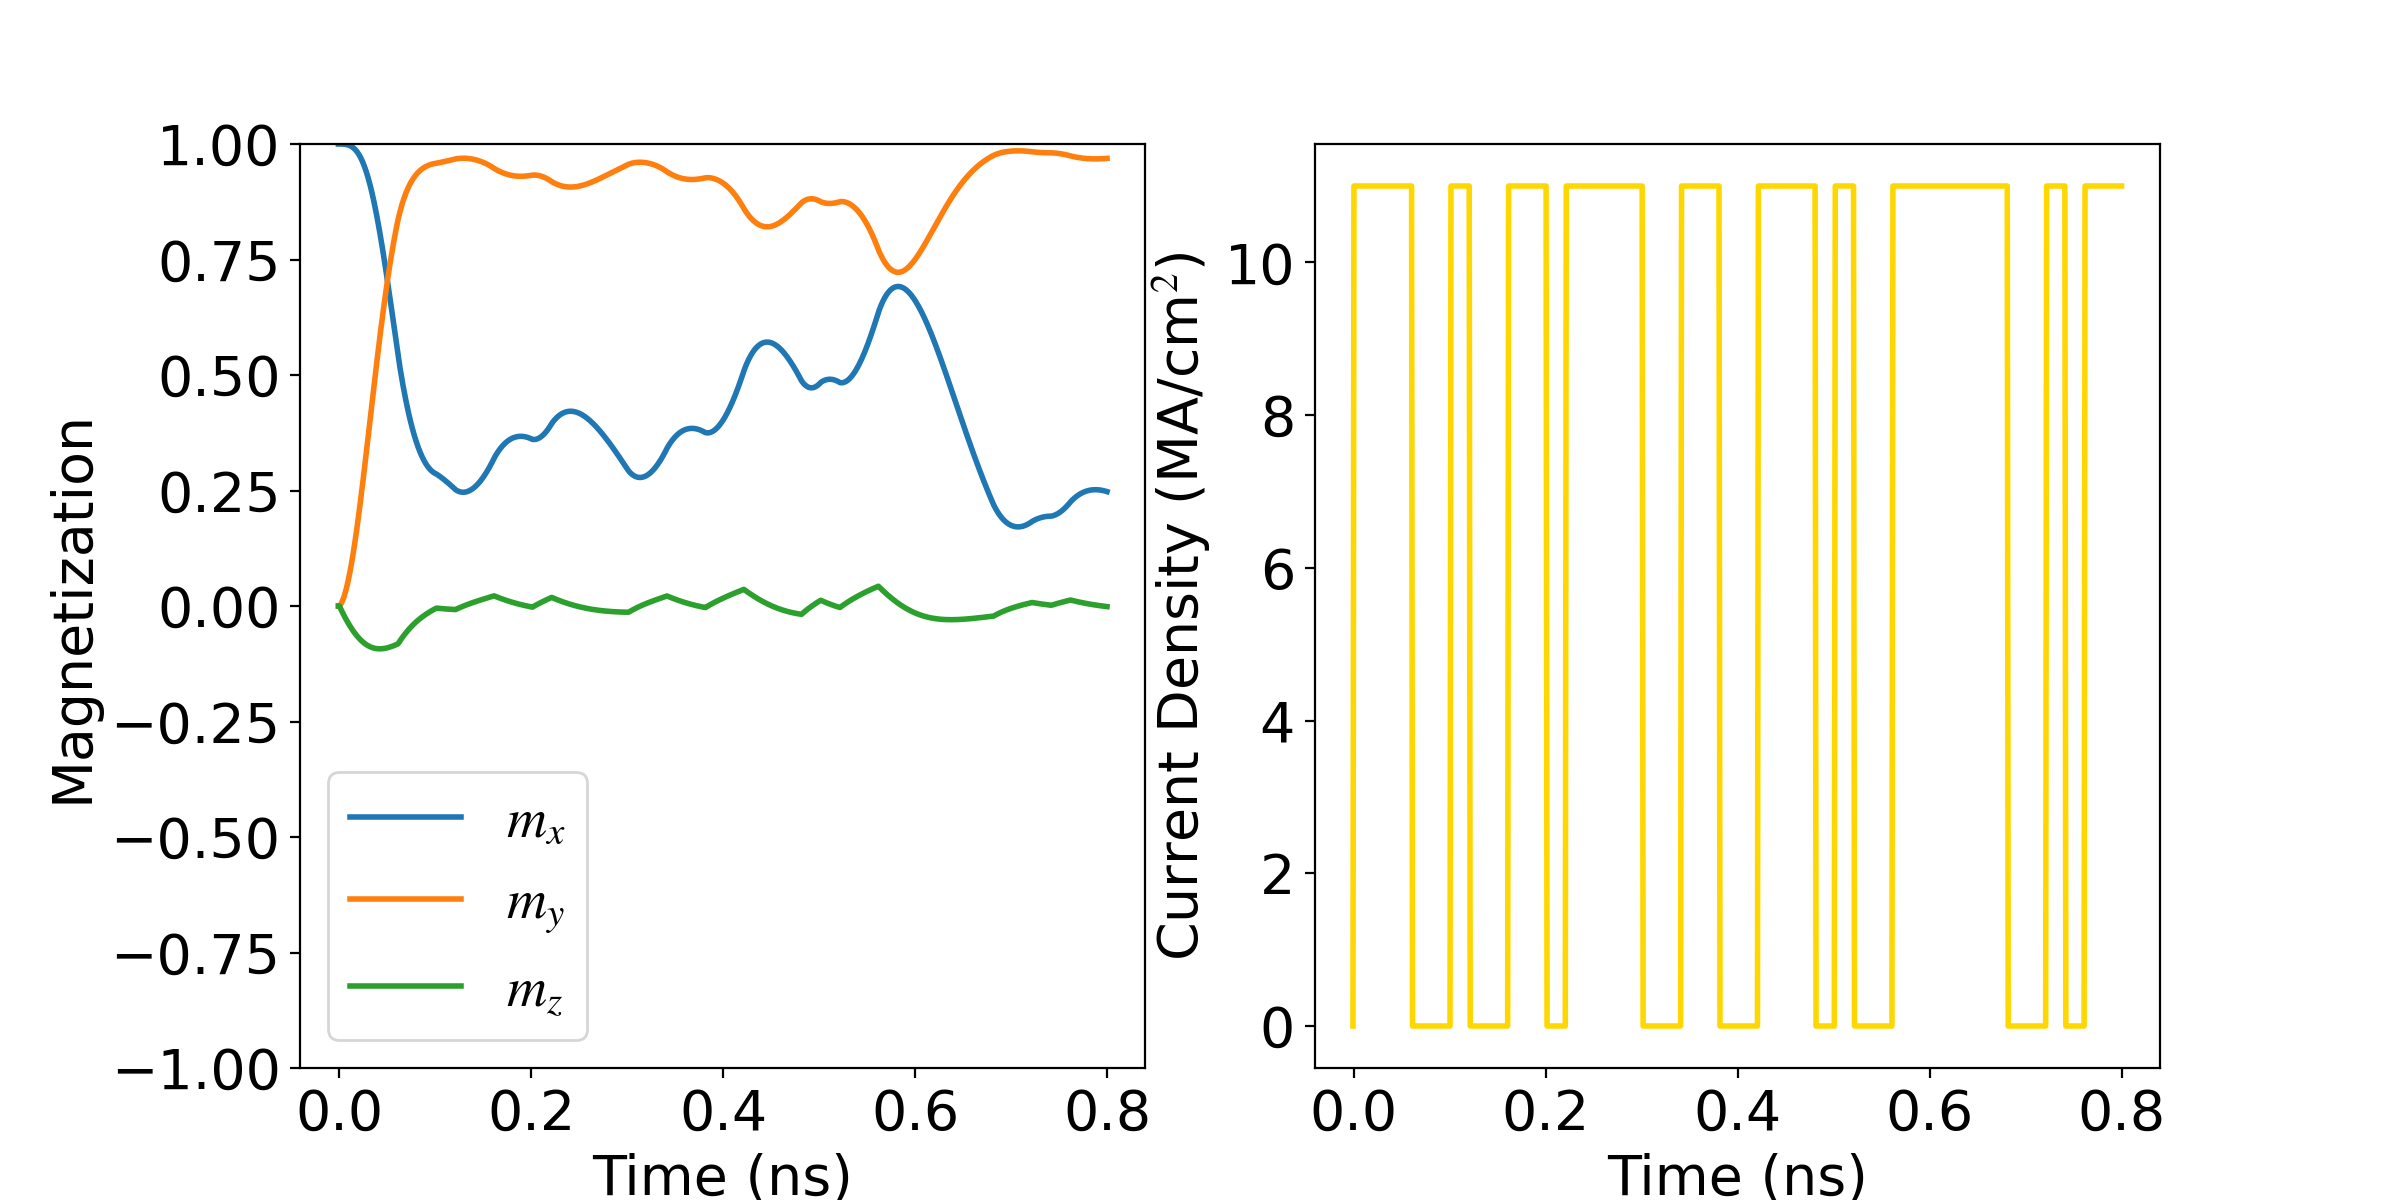 Magnetization
1.00
0.75
0.50
0.25
0.00
−0.25
−0.50
−0.75
−1.00
m_x
m_y
m_z
0.0 0.2 0.4 0.6 0.8
Time (ns)
Current Density (MA/cm²)
10
8
6
4
2
0
0.0 0.2 0.4 0.6 0.8
Time (ns)